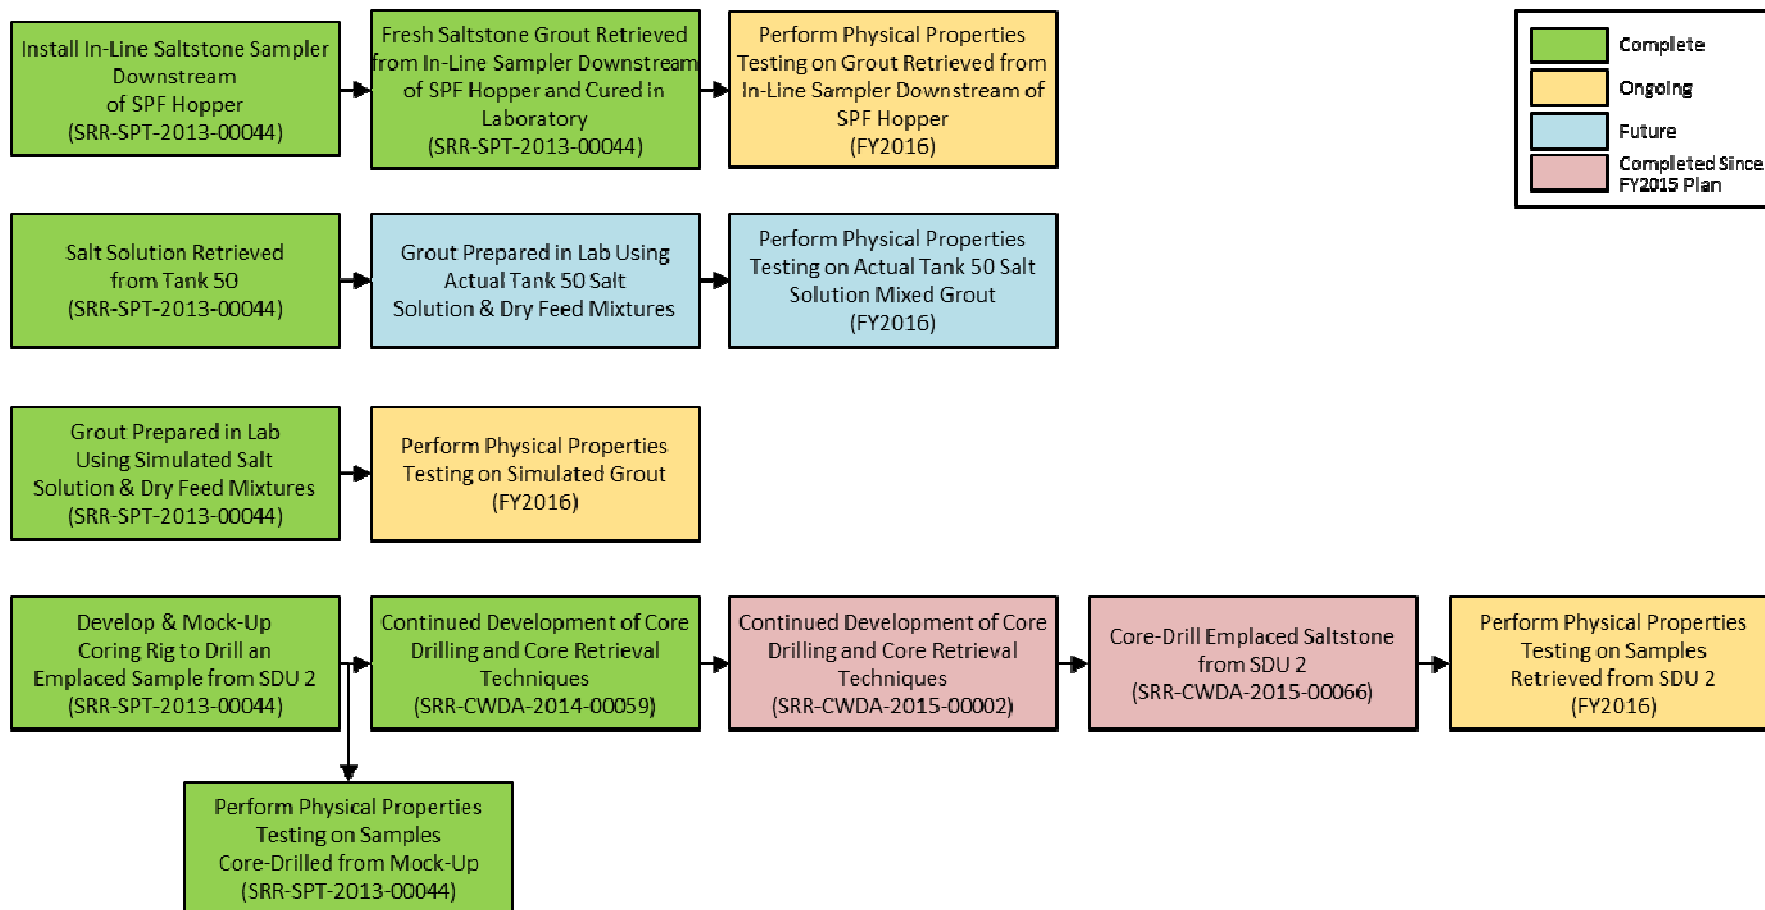 Install In-Line Saltstone Sampler
Downstream
of SPF Hopper
(SRR-SPT-2013-00044)
Fresh Saltstone Grout Retrieved
from In-Line Sampler Downstream
of SPF Hopper and Cured in
Laboratory
(SRR-SPT-2013-00044)
Perform Physical Properties
Testing on Grout Retrieved from
In-Line Sampler Downstream of
SPF Hopper
(FY2016)
Complete
Ongoing
Future
Completed Since
FY2015 Plan
Salt Solution Retrieved
from Tank 50
(SRR-SPT-2013-00044)
Grout Prepared in Lab Using
Actual Tank 50 Salt
Solution & Dry Feed Mixtures
Perform Physical Properties
Testing on Actual Tank 50 Salt
Solution Mixed Grout
(FY2016)
Grout Prepared in Lab
Using Simulated Salt
Solution & Dry Feed Mixtures
(SRR-SPT-2013-00044)
Perform Physical Properties
Testing on Simulated Grout
(FY2016)
Develop & Mock-Up
Coring Rig to Drill an
Emplaced Sample from SDU 2
(SRR-SPT-2013-00044)
Continued Development of Core
Drilling and Core Retrieval
Techniques
(SRR-CWDA-2014-00059)
Continued Development of Core
Drilling and Core Retrieval
Techniques
(SRR-CWDA-2015-00002)
Core-Drill Emplaced Saltstone
from SDU 2
(SRR-CWDA-2015-00066)
Perform Physical Properties
Testing on Samples
Retrieved from SDU 2
(FY2016)
Perform Physical Properties
Testing on Samples
Core-Drilled from Mock-Up
(SRR-SPT-2013-00044)